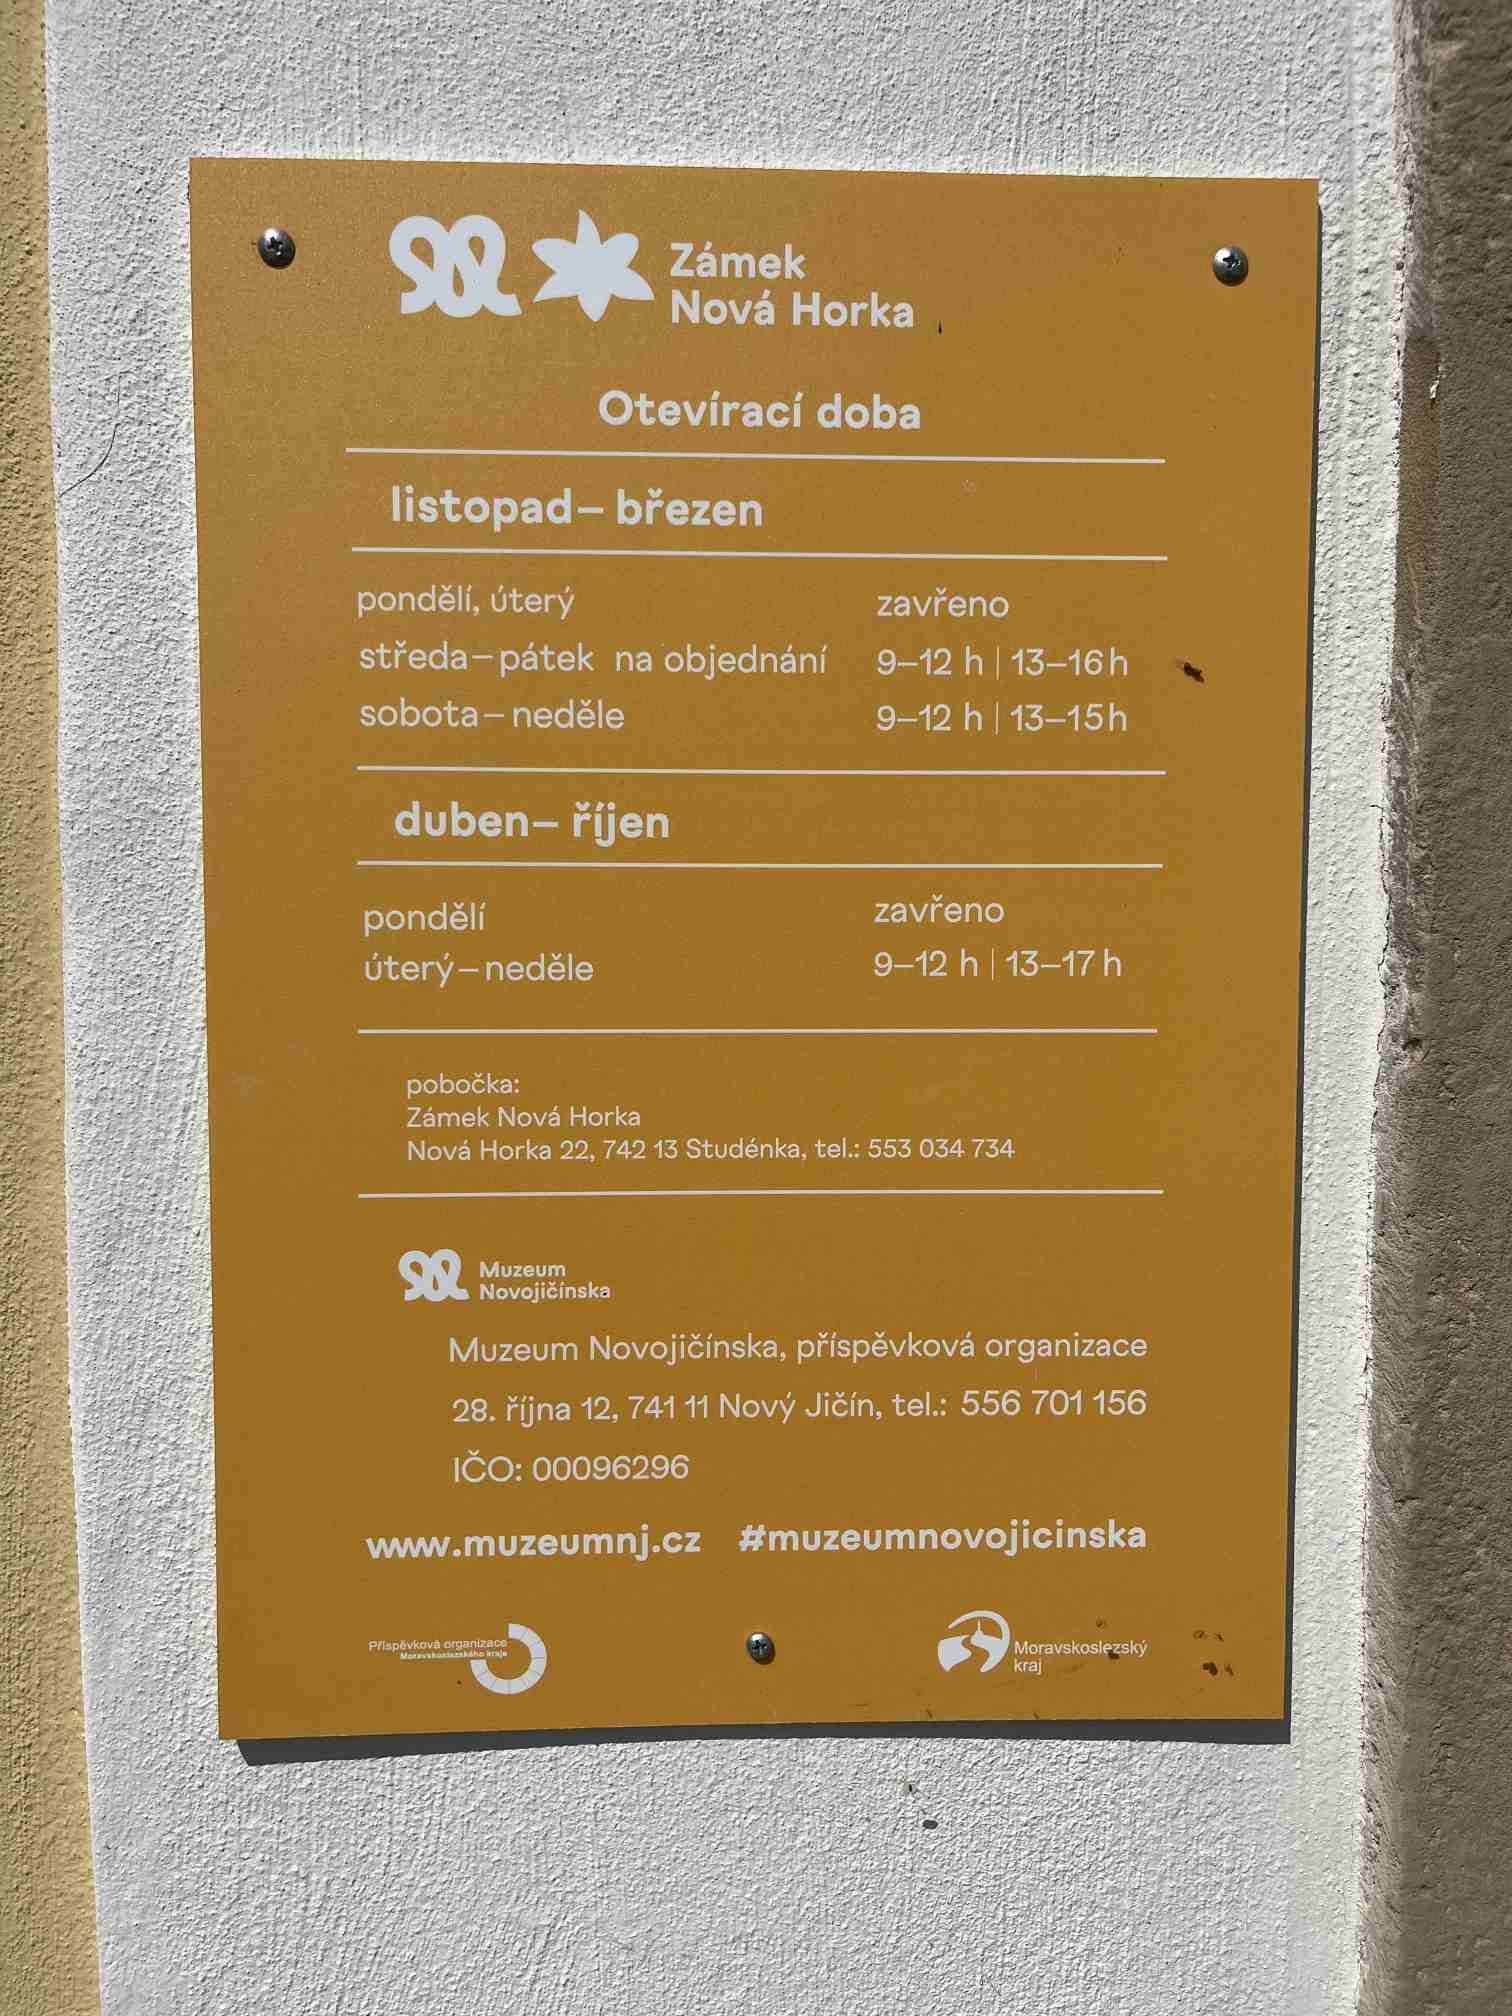 Zámek
Nová Horka
Otevírací doba
listopad– březen
pondělí, úterý zavřeno
středa–pátek na objednání 9–12 h | 13–16 h
sobota–neděle 9–12 h | 13–15 h
duben– říjen
pondělí zavřeno
úterý–neděle 9–12 h | 13–17 h
pobočka:
Zámek Nová Horka
Nová Horka 22, 742 13 Studénka, tel.: 553 034 734
Muzeum
Novojičínska
Muzeum Novojičínska, příspěvková organizace
28. října 12, 741 11 Nový Jičín, tel.: 556 701 156
IČO: 00096296
www.muzeumnj.cz #muzeumnovojicinska
Příspěvková organizace
Moravskoslezského kraje
Moravskoslezský
kraj